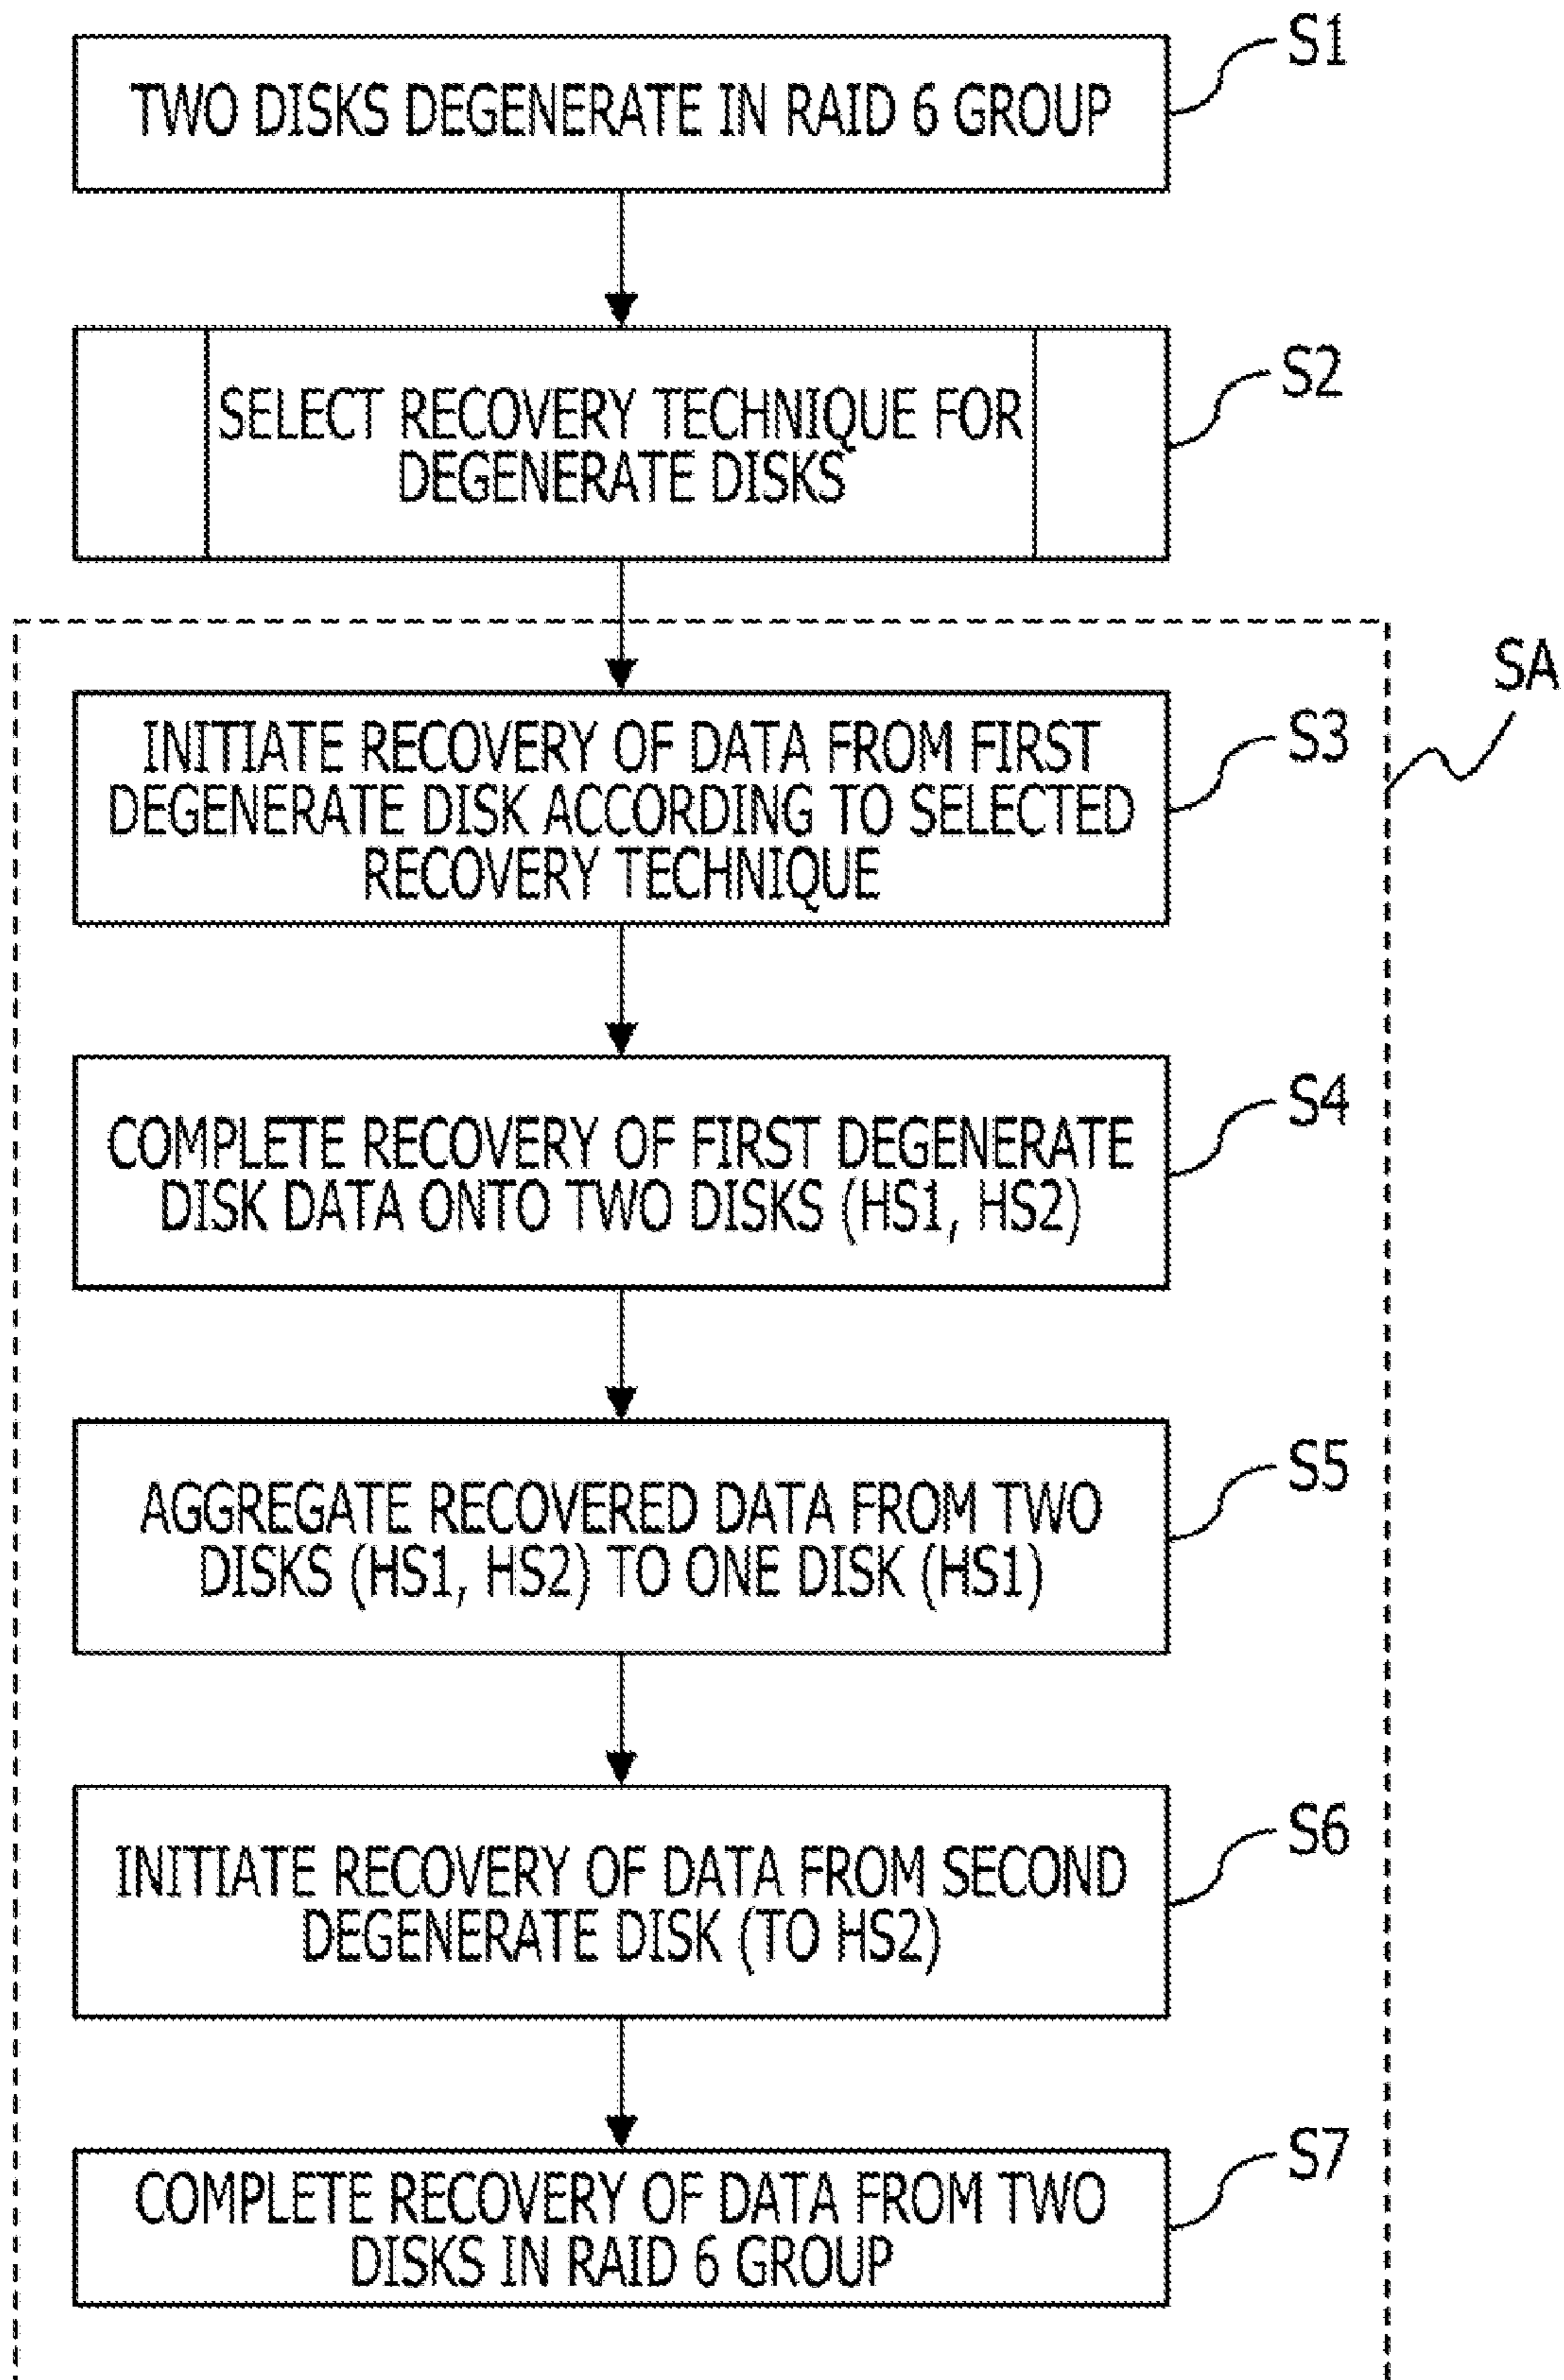 S1
TWO DISKS DEGENERATE IN RAID 6 GROUP
S2
SELECT RECOVERY TECHNIQUE FOR
DEGENERATE DISKS
SA
S3
INITIATE RECOVERY OF DATA FROM FIRST
DEGENERATE DISK ACCORDING TO SELECTED
RECOVERY TECHNIQUE
S4
COMPLETE RECOVERY OF FIRST DEGENERATE
DISK DATA ONTO TWO DISKS (HS1, HS2)
S5
AGGREGATE RECOVERED DATA FROM TWO
DISKS (HS1, HS2) TO ONE DISK (HS1)
S6
INITIATE RECOVERY OF DATA FROM SECOND
DEGENERATE DISK (TO HS2)
S7
COMPLETE RECOVERY OF DATA FROM TWO
DISKS IN RAID 6 GROUP